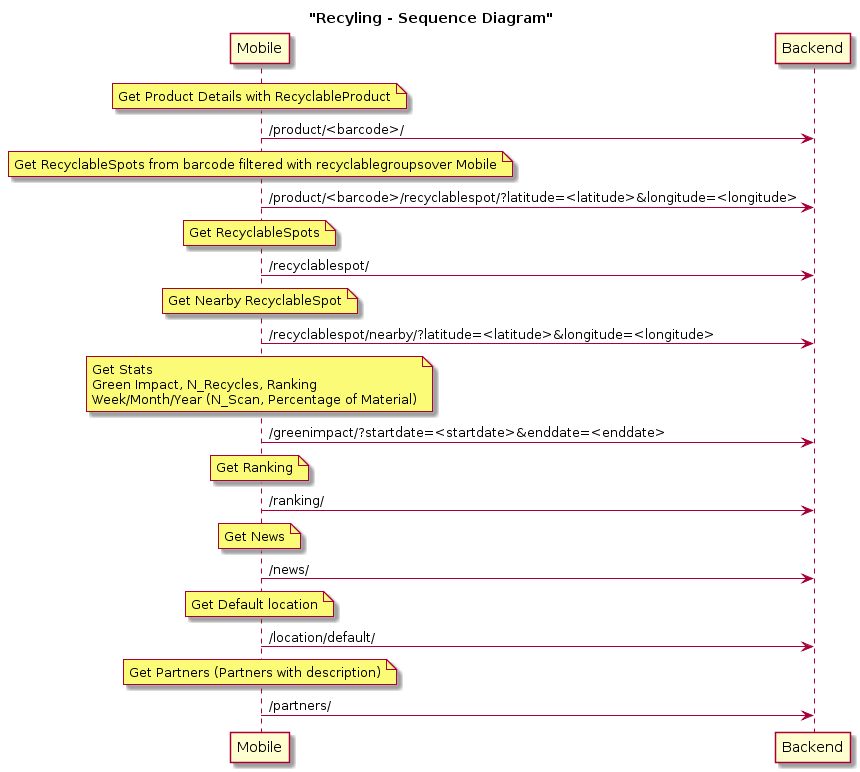 "Recyling - Sequence Diagram"
Mobile
Backend
Get Product Details with RecyclableProduct
/product/<barcode>/
Get RecyclableSpots from barcode filtered with recyclablegroupsover Mobile
/product/<barcode>/recyclablespot/?latitude=<latitude>&longitude=<longitude>
Get RecyclableSpots
/recyclablespot/
Get Nearby RecyclableSpot
/recyclablespot/nearby/?latitude=<latitude>&longitude=<longitude>
Get Stats
Green Impact, N_Recycles, Ranking
Week/Month/Year (N_Scan, Percentage of Material)
/greenimpact/?startdate=<startdate>&enddate=<enddate>
Get Ranking
/ranking/
Get News
/news/
Get Default location
/location/default/
Get Partners (Partners with description)
/partners/
Mobile
Backend